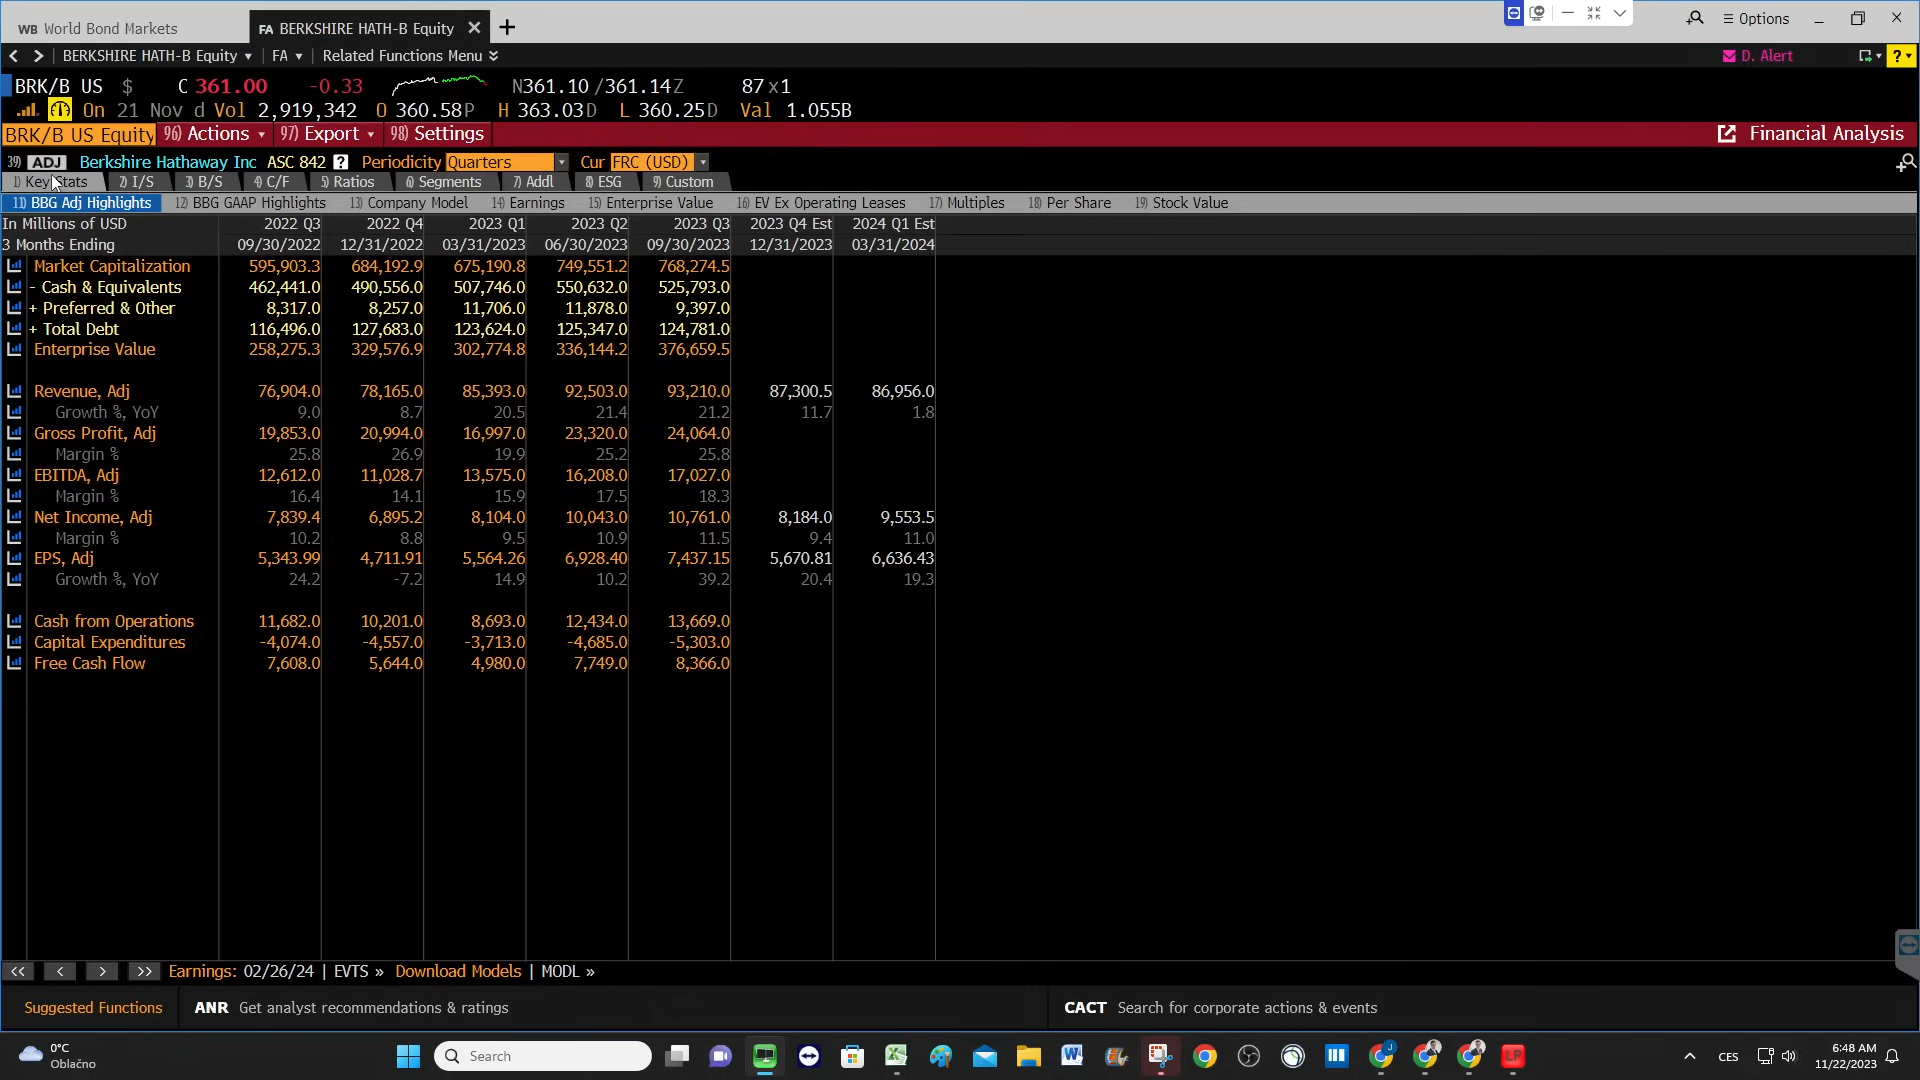 WB World Bond Markets FA BERKSHIRE HATH-B Equity Options
BERKSHIRE HATH-B Equity FA Related Functions Menu D. Alert ?
BRK/B US $ C 361.00 -0.33 N361.10 /361.14Z 87x1
On 21 Nov d Vol 2,919,342 O 360.58P H 363.03D L 360.25D Val 1.055B
BRK/B US Equity 96) Actions 97) Export 98) Settings Financial Analysis
39) ADJ Berkshire Hathaway Inc ASC 842 ? Periodicity Quarters Cur FRC (USD)
1) Key Stats 2) I/S 3) B/S 4) C/F 5) Ratios 6) Segments 7) Addl 8) ESG 9) Custom
11) BBG Adj Highlights 12) BBG GAAP Highlights 13) Company Model 14) Earnings 15) Enterprise Value 16) EV Ex Operating Leases 17) Multiples 18) Per Share 19) Stock Value
In Millions of USD 2022 Q3 2022 Q4 2023 Q1 2023 Q2 2023 Q3 2023 Q4 Est 2024 Q1 Est
3 Months Ending 09/30/2022 12/31/2022 03/31/2023 06/30/2023 09/30/2023 12/31/2023 03/31/2024
Market Capitalization 595,903.3 684,192.9 675,190.8 749,551.2 768,274.5
- Cash & Equivalents 462,441.0 490,556.0 507,746.0 550,632.0 525,793.0
+ Preferred & Other 8,317.0 8,257.0 11,706.0 11,878.0 9,397.0
+ Total Debt 116,496.0 127,683.0 123,624.0 125,347.0 124,781.0
Enterprise Value 258,275.3 329,576.9 302,774.8 336,144.2 376,659.5
Revenue, Adj 76,904.0 78,165.0 85,393.0 92,503.0 93,210.0 87,300.5 86,956.0
Growth %, YoY 9.0 8.7 20.5 21.4 21.2 11.7 1.8
Gross Profit, Adj 19,853.0 20,994.0 16,997.0 23,320.0 24,064.0
Margin % 25.8 26.9 19.9 25.2 25.8
EBITDA, Adj 12,612.0 11,028.7 13,575.0 16,208.0 17,027.0
Margin % 16.4 14.1 15.9 17.5 18.3
Net Income, Adj 7,839.4 6,895.2 8,104.0 10,043.0 10,761.0 8,184.0 9,553.5
Margin % 10.2 8.8 9.5 10.9 11.5 9.4 11.0
EPS, Adj 5,343.99 4,711.91 5,564.26 6,928.40 7,437.15 5,670.81 6,636.43
Growth %, YoY 24.2 -7.2 14.9 10.2 39.2 20.4 19.3
Cash from Operations 11,682.0 10,201.0 8,693.0 12,434.0 13,669.0
Capital Expenditures -4,074.0 -4,557.0 -3,713.0 -4,685.0 -5,303.0
Free Cash Flow 7,608.0 5,644.0 4,980.0 7,749.0 8,366.0
<< < > >> Earnings: 02/26/24 | EVTS » Download Models | MODL »
Suggested Functions ANR Get analyst recommendations & ratings CACT Search for corporate actions & events
0°C
Oblačno
Search
CES
6:48 AM
11/22/2023